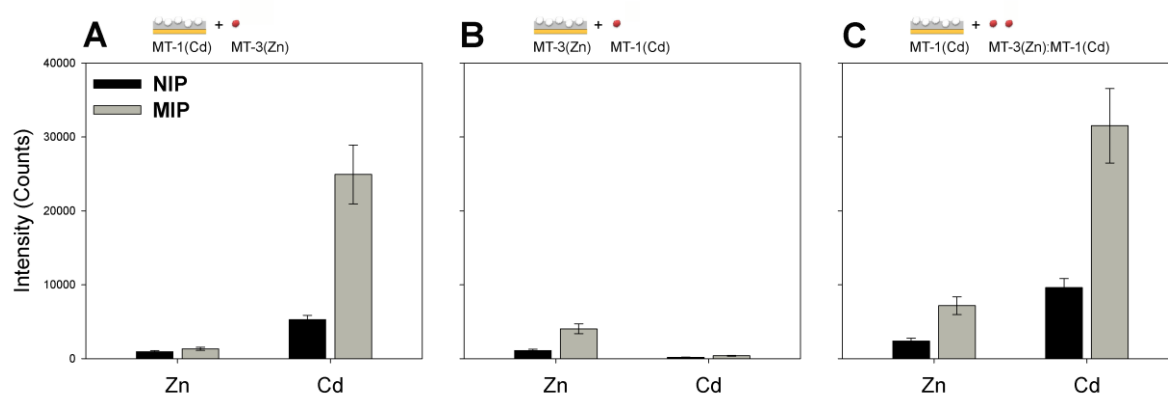 A
+
MT-1(Cd) MT-3(Zn)
B
+
MT-3(Zn) MT-1(Cd)
C
+
MT-1(Cd) MT-3(Zn):MT-1(Cd)
Intensity (Counts)
40000
30000
20000
10000
0
NIP
MIP
Zn Cd
Zn Cd
Zn Cd